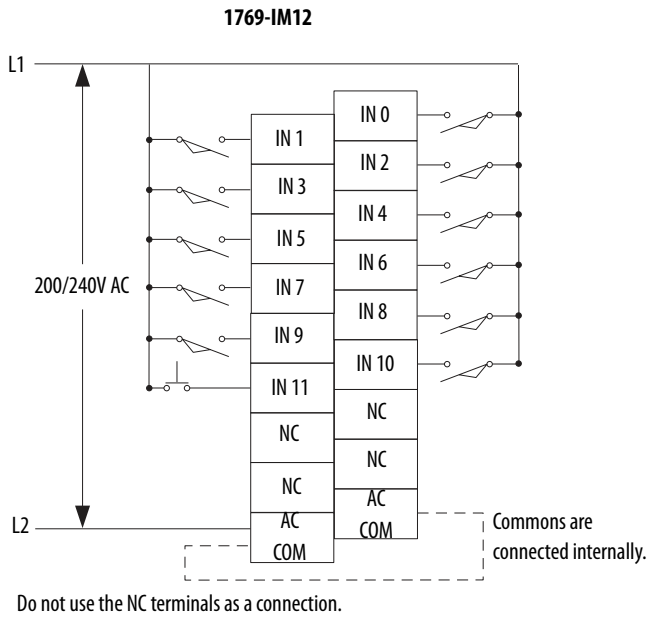 1769-IM12
L1
IN 0
IN 1
IN 2
IN 3
IN 4
IN 5
IN 6
200/240V AC
IN 7
IN 8
IN 9
IN 10
IN 11
NC
NC
NC
NC
AC
COM
L2
AC
COM
Commons are
connected internally.
Do not use the NC terminals as a connection.